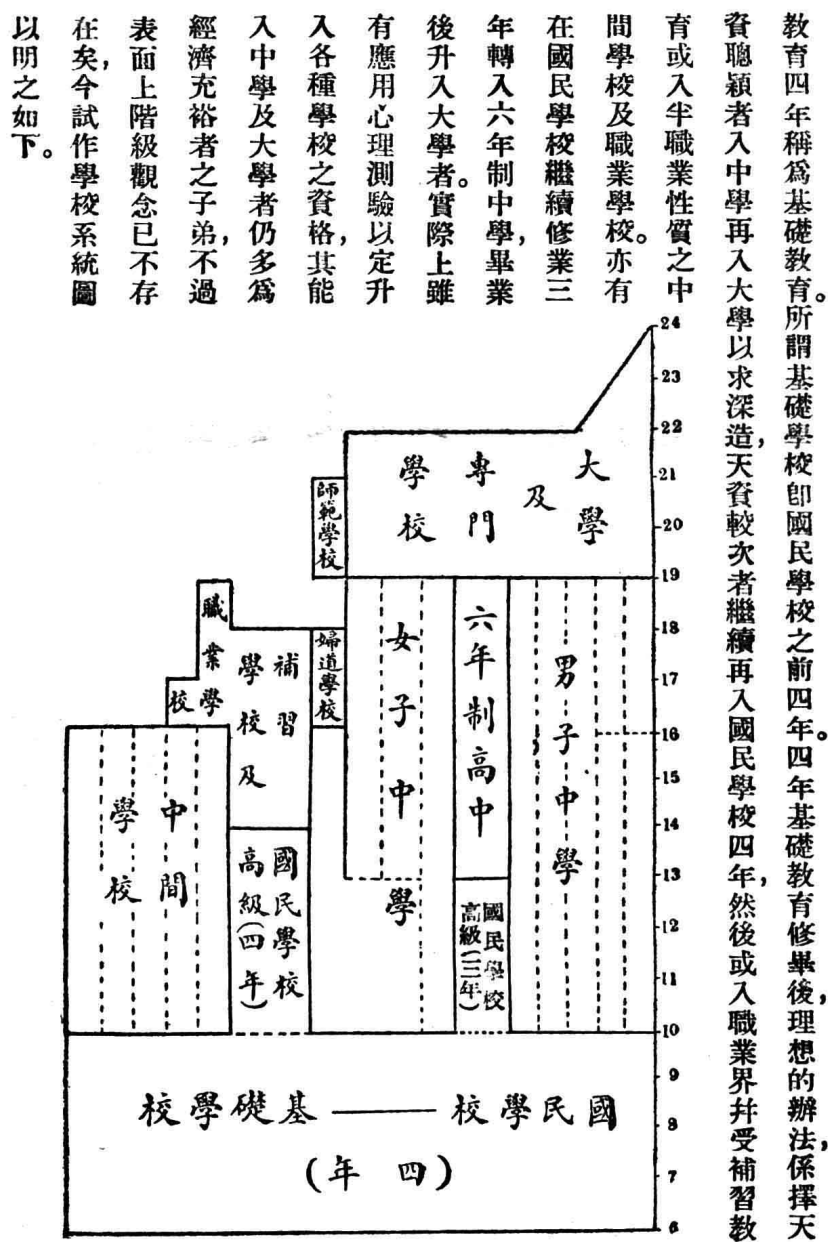 教育四年稱爲基礎教育。所謂基礎學校卽國民學校之前四年。四年基礎教育修畢後，理想的辦法，係擇天
資聰穎者入中學再入大學以求深造，天資較次者繼續再入國民學校四年，然後或入職業界幷受補習教
育或入半職業性質之中
間學校及職業學校。亦有
在國民學校繼續修業三
年轉入六年制中學，畢業
後升入大學者。實際上雖
有應用心理測驗以定升
入各種學校之資格，其能
入中學及大學者仍多爲
經濟充裕者之子弟，不過
表面上階級觀念已不存
在矣，今試作學校系統圖
以明之如下。
24
23
22
21
20
19
18
17
16
15
14
13
12
11
10
9
8
7
6
大學
及
專門
學校
師範學校
男子中學
六年制高中
國民學校
高級(三年)
女子中學
婦道學校
補習
學校及
職業學
校
國民學校
高級(四年)
中間
學校
國民學校——基礎學校
(四年)